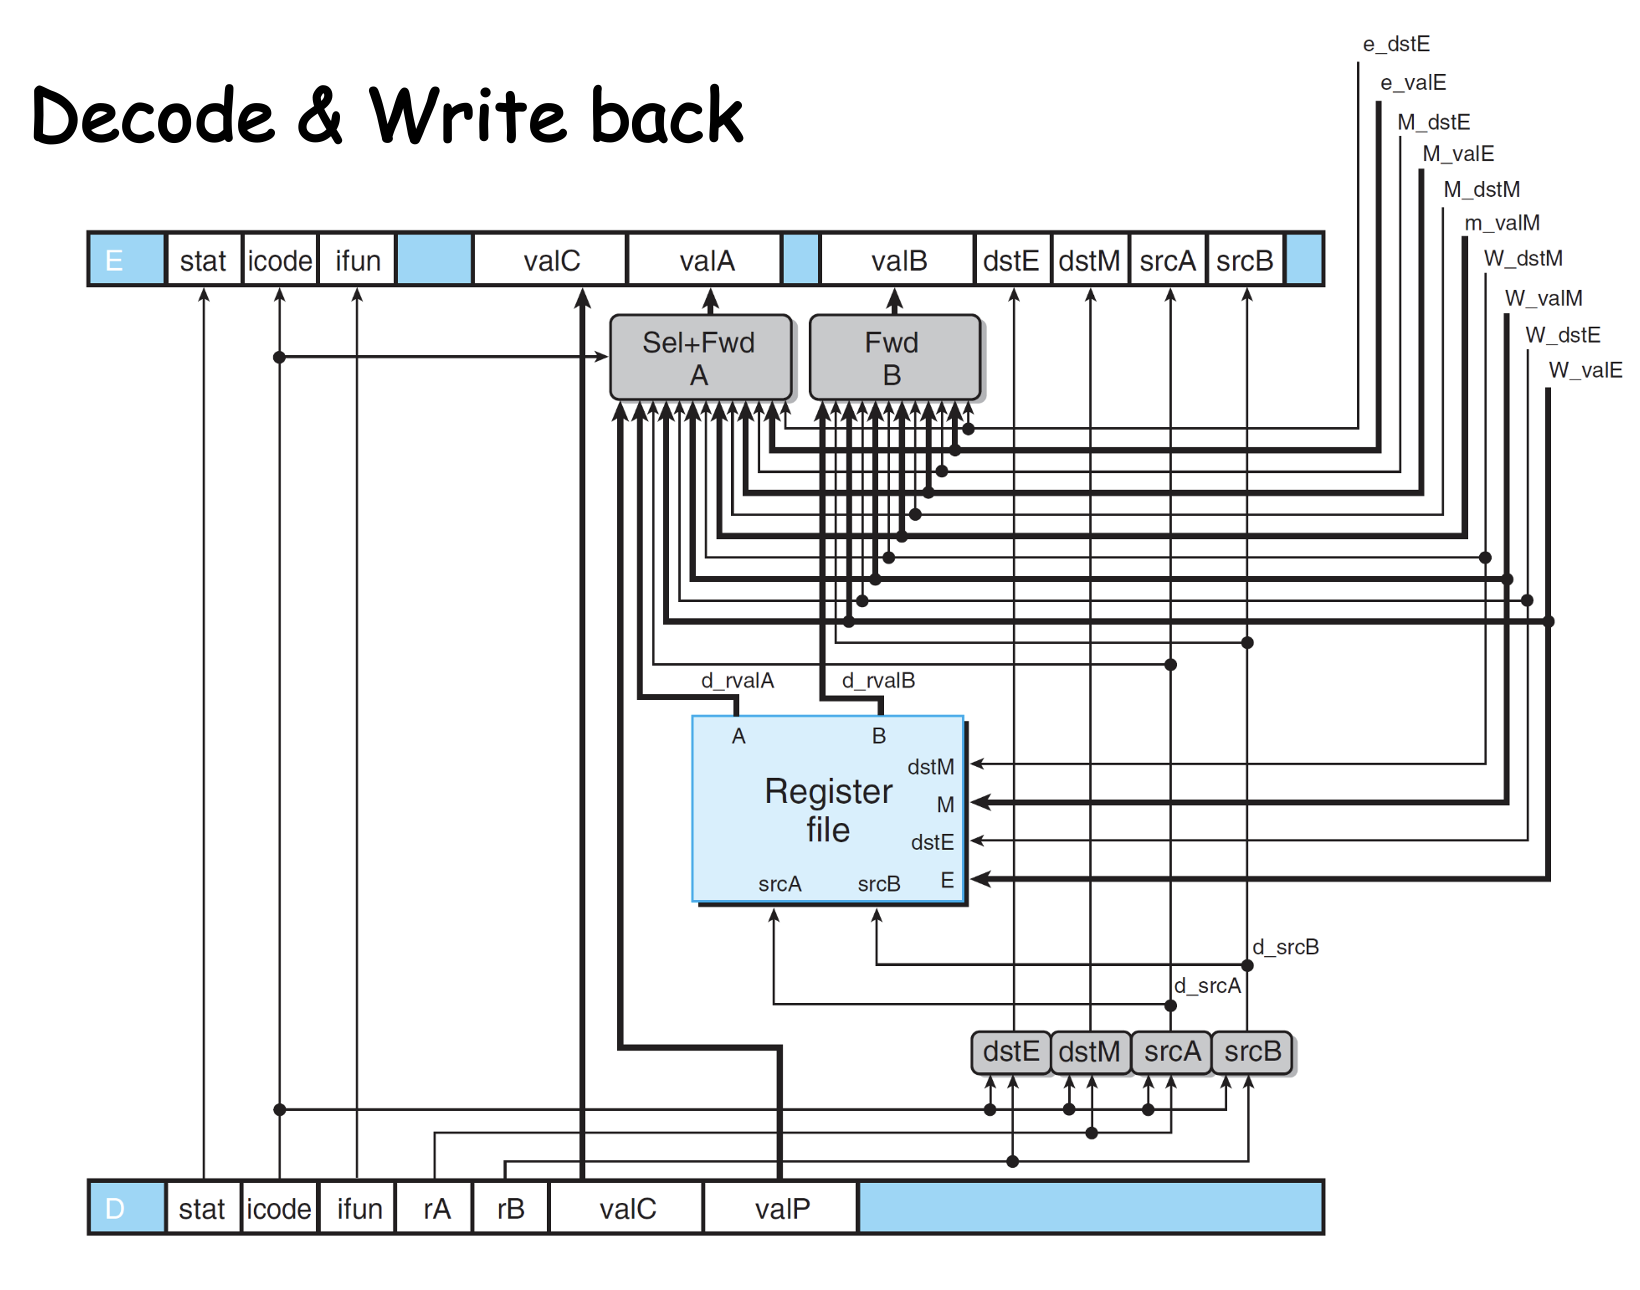 e_dstE
e_valE
Decode & Write back
M_dstE
M_valE
M_dstM
m_valM
W_dstM
W_valM
W_dstE
W_valE
E stat icode ifun valC valA valB dstE dstM srcA srcB
Sel+Fwd
A
Fwd
B
d_rvalA d_rvalB
A B
dstM
Register
M
file
dstE
srcA srcB E
d_srcB
d_srcA
dstE dstM srcA srcB
D stat icode ifun rA rB valC valP